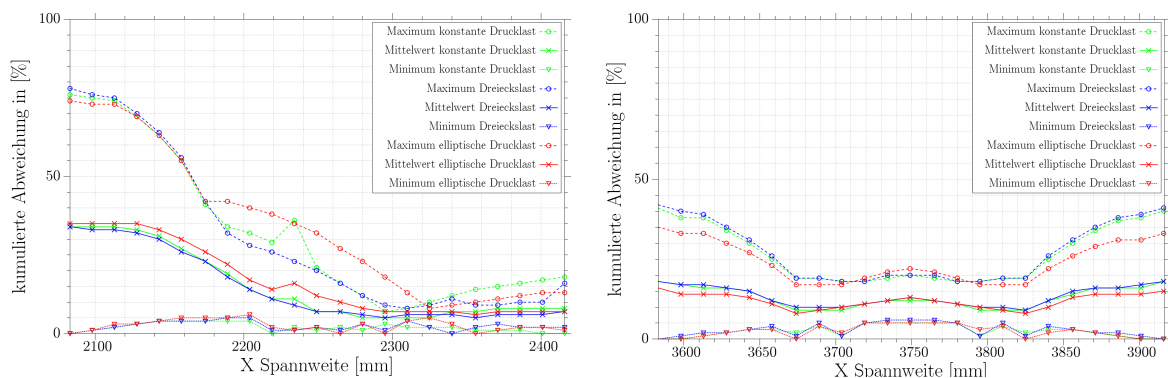 100
50
0
kumulierte Abweichung in [%]
Maximum konstante Drucklast
Mittelwert konstante Drucklast
Minimum konstante Drucklast
Maximum Dreieckslast
Mittelwert Dreieckslast
Minimum Dreieckslast
Maximum elliptische Drucklast
Mittelwert elliptische Drucklast
Minimum elliptische Drucklast
2100 2200 2300 2400
X Spannweite [mm]
100
50
0
kumulierte Abweichung in [%]
Maximum konstante Drucklast
Mittelwert konstante Drucklast
Minimum konstante Drucklast
Maximum Dreieckslast
Mittelwert Dreieckslast
Minimum Dreieckslast
Maximum elliptische Drucklast
Mittelwert elliptische Drucklast
Minimum elliptische Drucklast
3600 3650 3700 3750 3800 3850 3900
X Spannweite [mm]